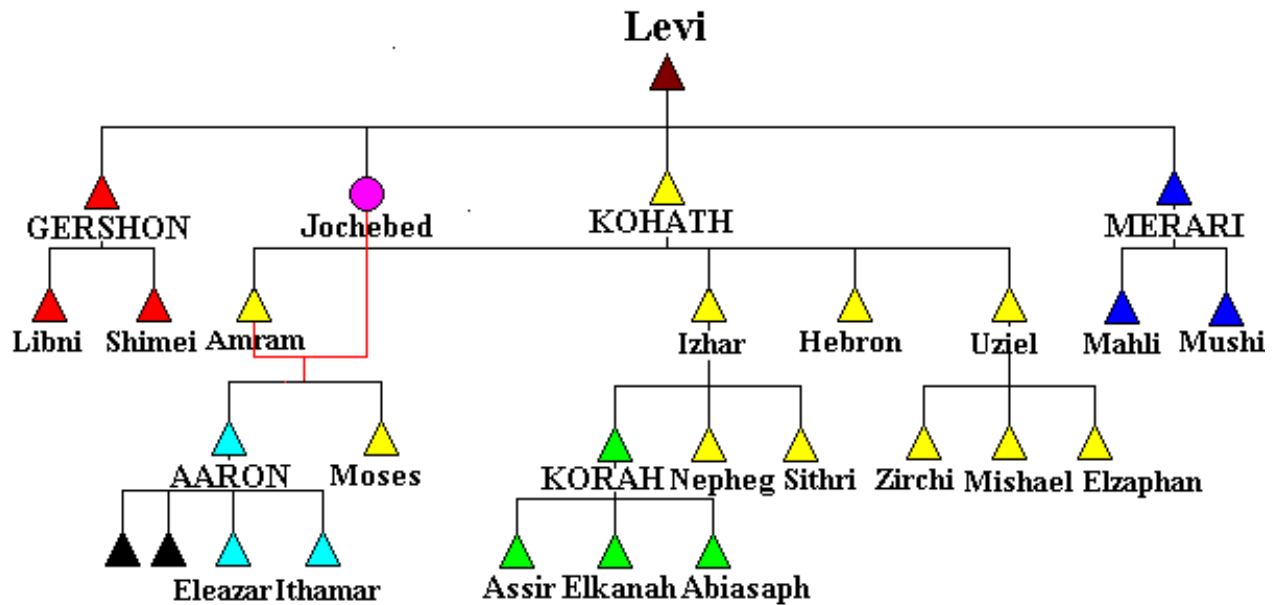 Levi
GERSHON Jochebed KOHATH MERARI
Libni Shimei Amram Izhar Hebron Uziel Mahli Mushi
AARON Moses KORAH Nepheg Sithri Zirchi Mishael Elzaphan
Eleazar Ithamar Assir Elkanah Abiasaph